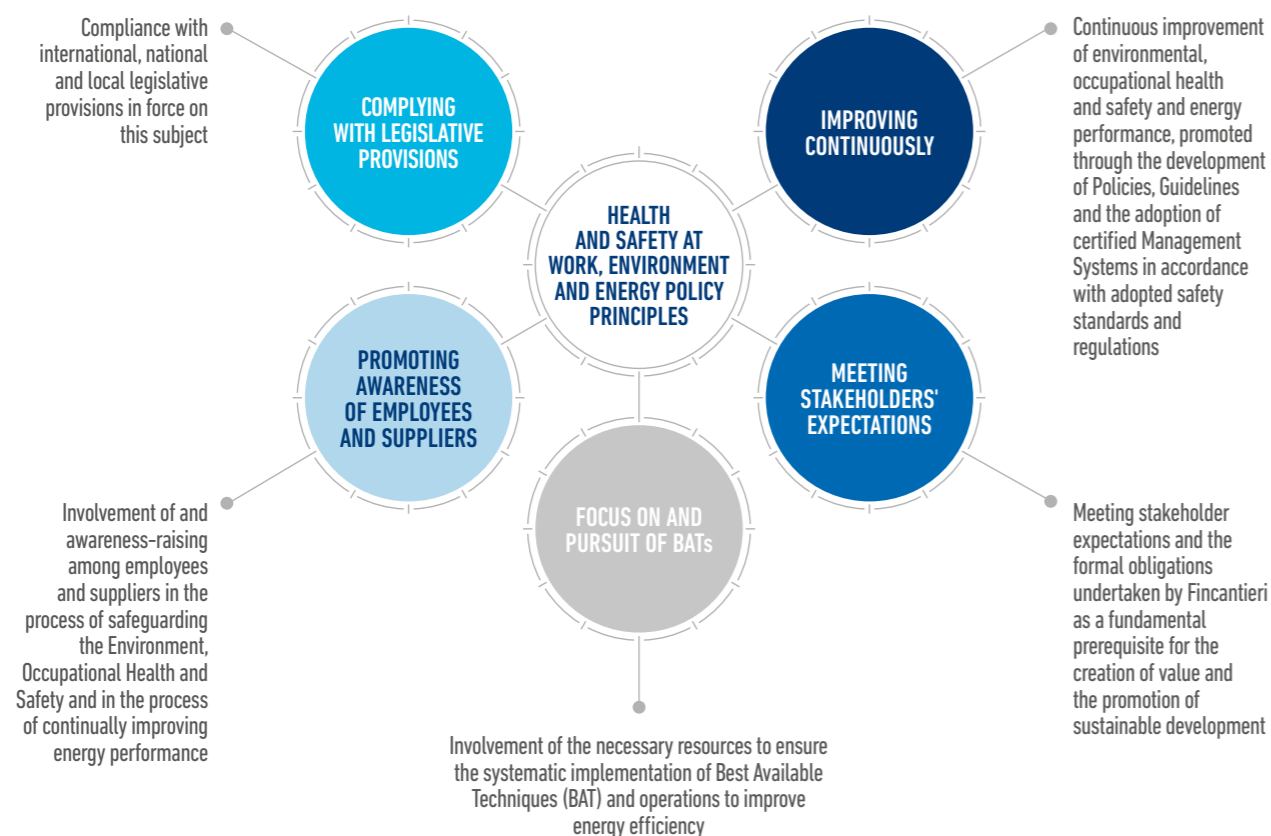 Compliance with
international, national
and local legislative
provisions in force on
this subject
COMPLYING
WITH LEGISLATIVE
PROVISIONS
IMPROVING
CONTINUOUSLY
Continuous improvement
of environmental,
occupational health
and safety and energy
performance, promoted
through the development
of Policies, Guidelines
and the adoption of
certified Management
Systems in accordance
with adopted safety
standards and
regulations
HEALTH
AND SAFETY AT
WORK, ENVIRONMENT
AND ENERGY POLICY
PRINCIPLES
PROMOTING
AWARENESS
OF EMPLOYEES
AND SUPPLIERS
MEETING
STAKEHOLDERS'
EXPECTATIONS
FOCUS ON AND
PURSUIT OF BATs
Involvement of and
awareness-raising
among employees
and suppliers in the
process of safeguarding
the Environment,
Occupational Health and
Safety and in the process
of continually improving
energy performance
Meeting stakeholder
expectations and the
formal obligations
undertaken by Fincantieri
as a fundamental
prerequisite for the
creation of value and
the promotion of
sustainable development
Involvement of the necessary resources to ensure
the systematic implementation of Best Available
Techniques (BAT) and operations to improve
energy efficiency